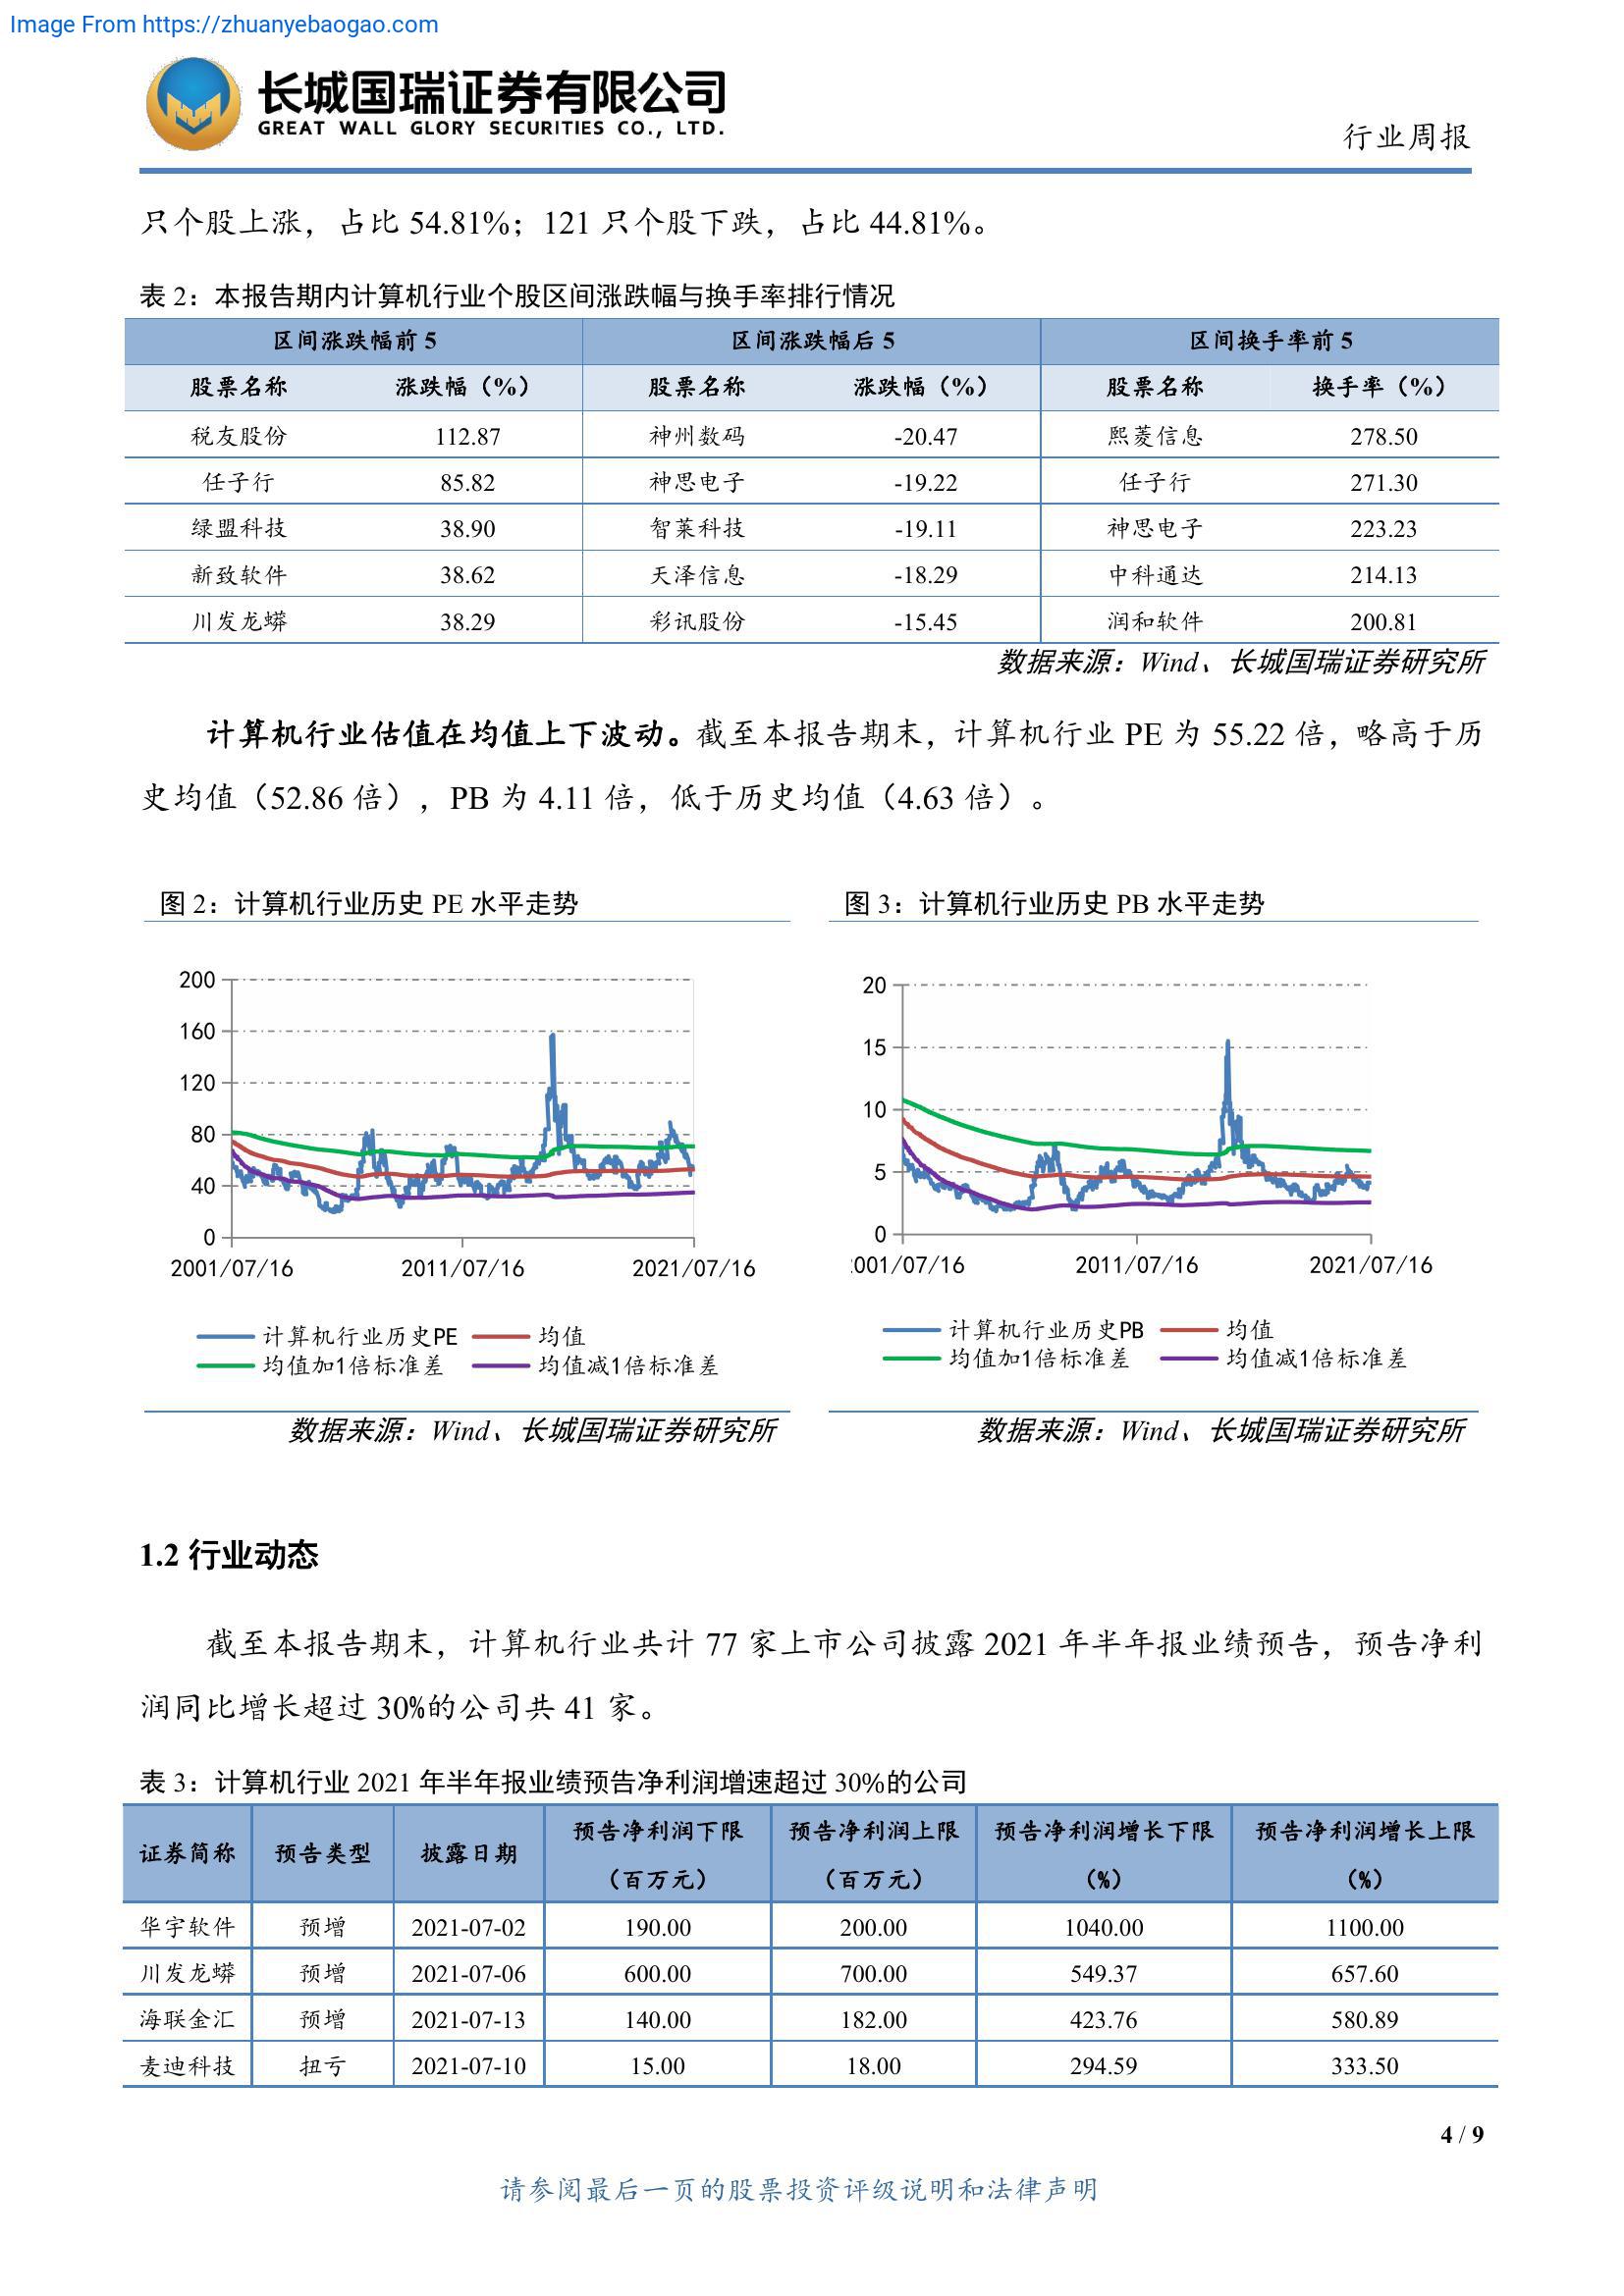 Image From https://zhuanyebaogao.com
长城国瑞证券有限公司
GREAT WALL GLORY SECURITIES CO., LTD.
行业周报
只个股上涨，占比 54.81%；121 只个股下跌，占比 44.81%。
表 2：本报告期内计算机行业个股区间涨跌幅与换手率排行情况
区间涨跌幅前 5 区间涨跌幅后 5 区间换手率前 5
股票名称 涨跌幅（%） 股票名称 涨跌幅（%） 股票名称 换手率（%）
税友股份 112.87 神州数码 -20.47 熙菱信息 278.50
任子行 85.82 神思电子 -19.22 任子行 271.30
绿盟科技 38.90 智莱科技 -19.11 神思电子 223.23
新致软件 38.62 天泽信息 -18.29 中科通达 214.13
川发龙蟒 38.29 彩讯股份 -15.45 润和软件 200.81
数据来源：Wind、长城国瑞证券研究所
计算机行业估值在均值上下波动。截至本报告期末，计算机行业 PE 为 55.22 倍，略高于历
史均值（52.86 倍），PB 为 4.11 倍，低于历史均值（4.63 倍）。
图 2：计算机行业历史 PE 水平走势
200
160
120
80
40
0
2001/07/16 2011/07/16 2021/07/16
计算机行业历史PE 均值
均值加1倍标准差 均值减1倍标准差
数据来源：Wind、长城国瑞证券研究所
图 3：计算机行业历史 PB 水平走势
20
15
10
5
0
001/07/16 2011/07/16 2021/07/16
计算机行业历史PB 均值
均值加1倍标准差 均值减1倍标准差
数据来源：Wind、长城国瑞证券研究所
1.2 行业动态
截至本报告期末，计算机行业共计 77 家上市公司披露 2021 年半年报业绩预告，预告净利
润同比增长超过 30%的公司共 41 家。
表 3：计算机行业 2021 年半年报业绩预告净利润增速超过 30%的公司
证券简称 预告类型 披露日期 预告净利润下限（百万元） 预告净利润上限（百万元） 预告净利润增长下限（%） 预告净利润增长上限（%）
华宇软件 预增 2021-07-02 190.00 200.00 1040.00 1100.00
川发龙蟒 预增 2021-07-06 600.00 700.00 549.37 657.60
海联金汇 预增 2021-07-13 140.00 182.00 423.76 580.89
麦迪科技 扭亏 2021-07-10 15.00 18.00 294.59 333.50
4 / 9
请参阅最后一页的股票投资评级说明和法律声明